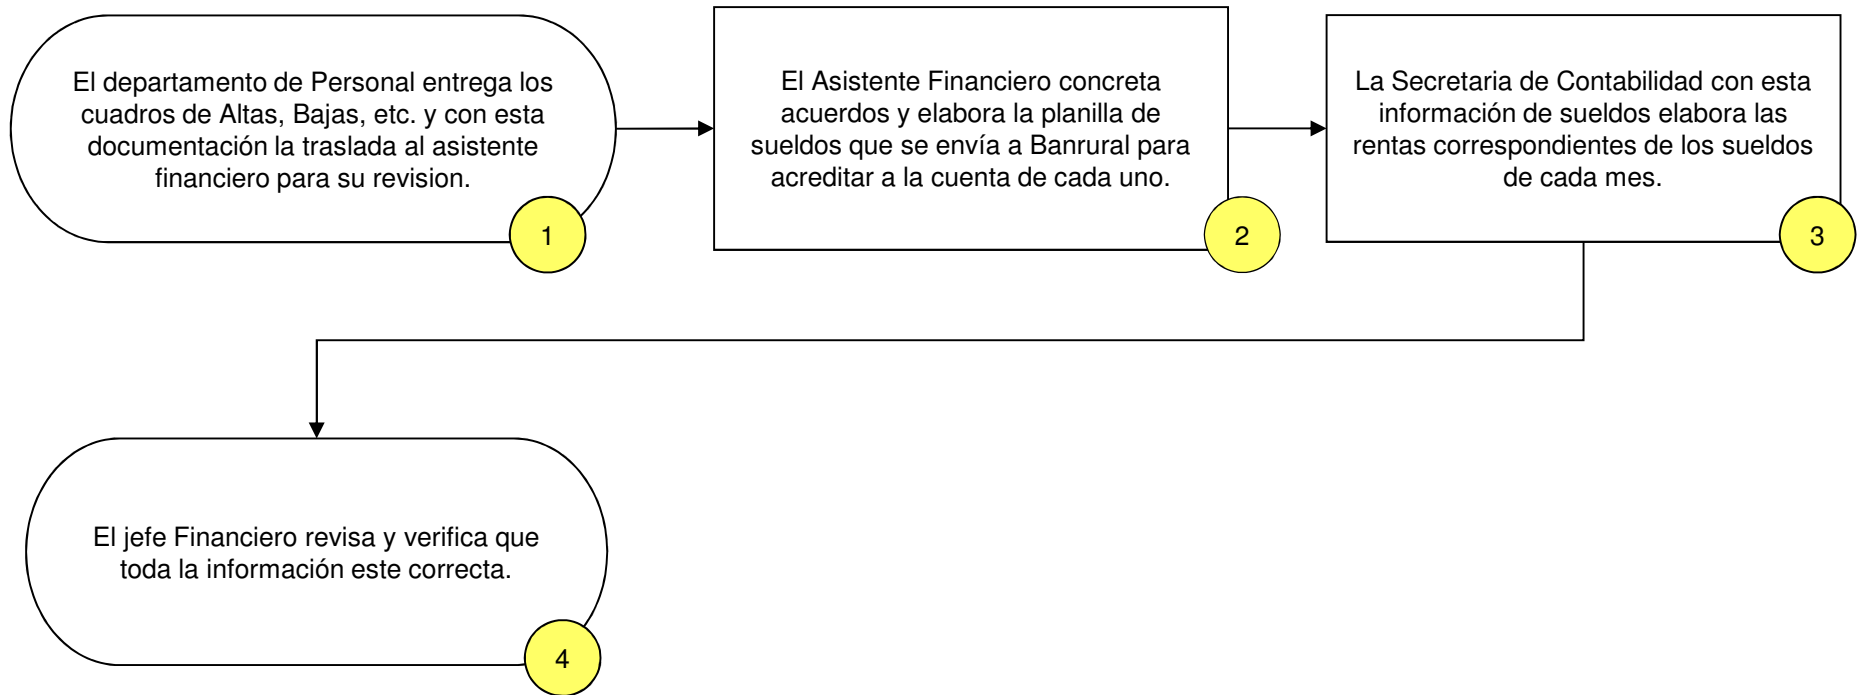 El departamento de Personal entrega los
cuadros de Altas, Bajas, etc. y con esta
documentación la traslada al asistente
financiero para su revision.
1
El Asistente Financiero concreta
acuerdos y elabora la planilla de
sueldos que se envía a Banrural para
acreditar a la cuenta de cada uno.
2
La Secretaria de Contabilidad con esta
información de sueldos elabora las
rentas correspondientes de los sueldos
de cada mes.
3
El jefe Financiero revisa y verifica que
toda la información este correcta.
4